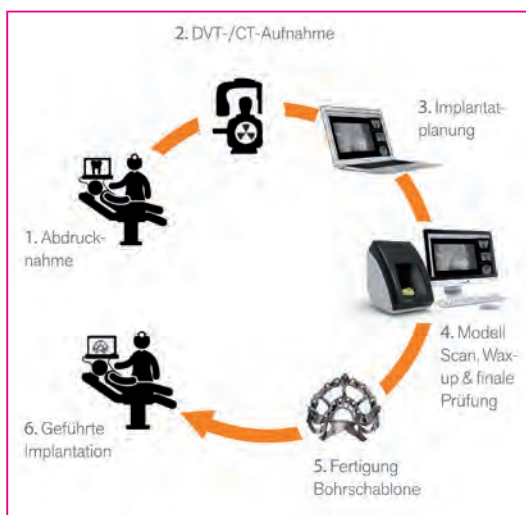 2. DVT-/CT-Aufnahme
3. Implantat-
planung
1. Abdruck-
nahme
4. Modell
Scan, Wax-
up & finale
Prüfung
6. Geführte
Implantation
5. Fertigung
Bohrschablone